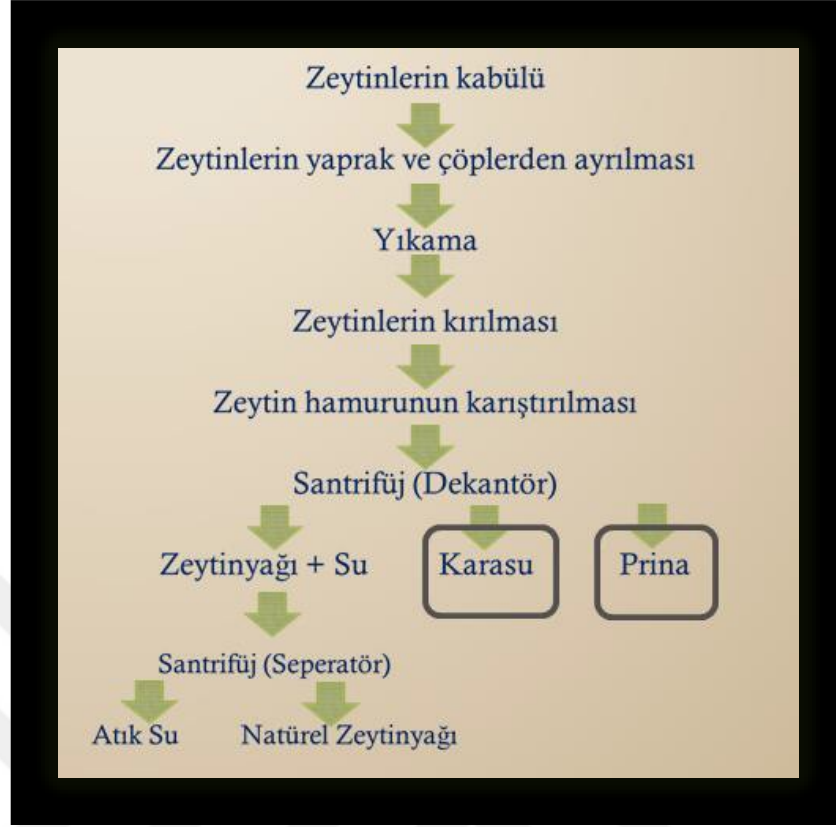 Zeytinlerin kabülü
Zeytinlerin yaprak ve çöplerden ayrılması
Yıkama
Zeytinlerin kırılması
Zeytin hamurunun karıştırılması
Santrifüj (Dekantör)
Zeytinyağı + Su Karasu Prina
Santrifüj (Seperatör)
Atık Su Natürel Zeytinyağı